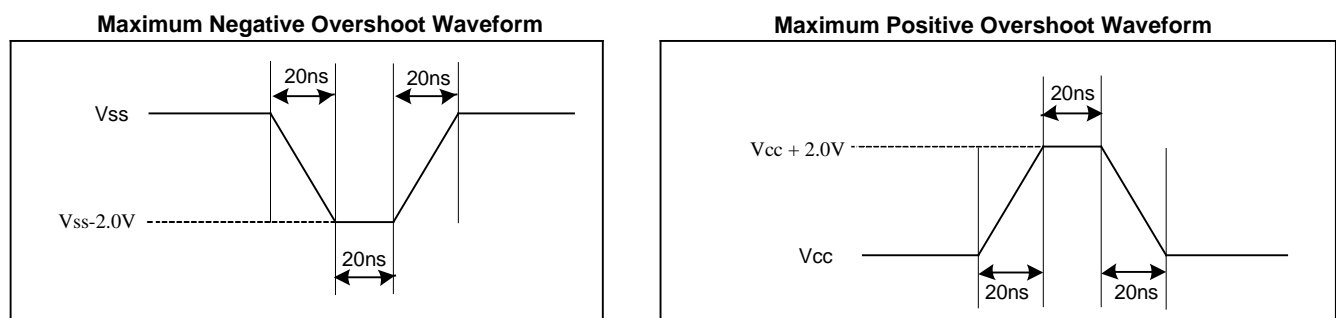 Maximum Negative Overshoot Waveform
20ns
20ns
Vss
Vss-2.0V
20ns
Maximum Positive Overshoot Waveform
20ns
Vcc + 2.0V
Vcc
20ns
20ns